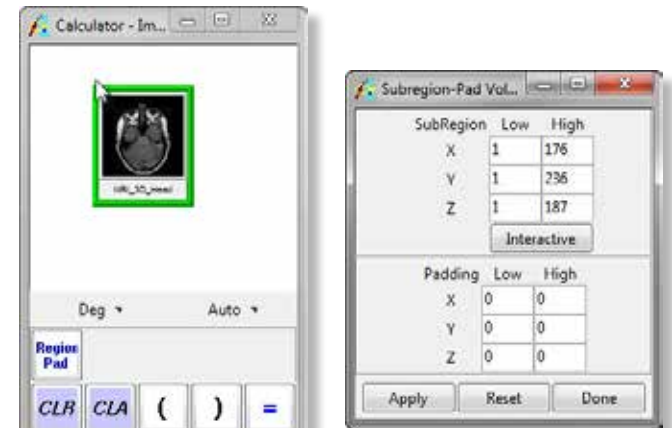 Calculator - Im...
MRI_3D_Head
Deg Auto
Region
Pad
CLR CLA ( ) =
Subregion-Pad Vol...
SubRegion Low High
X 1 176
Y 1 236
Z 1 187
Interactive
Padding Low High
X 0 0
Y 0 0
Z 0 0
Apply Reset Done